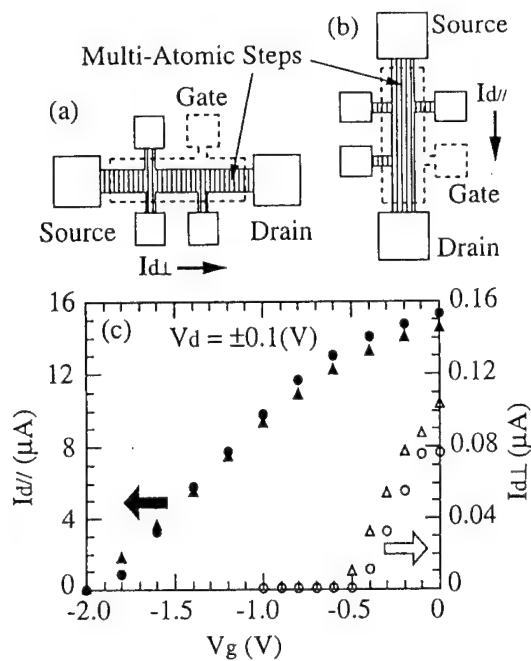 (a)
Multi-Atomic Steps
Gate
Source
Drain
Id⊥
(b)
Source
Id//
Gate
Drain
(c)
Vd = ±0.1(V)
16
12
8
4
0
Id// (μA)
0.16
0.12
0.08
0.04
0
Id⊥ (μA)
-2.0 -1.5 -1.0 -0.5 0
Vg (V)